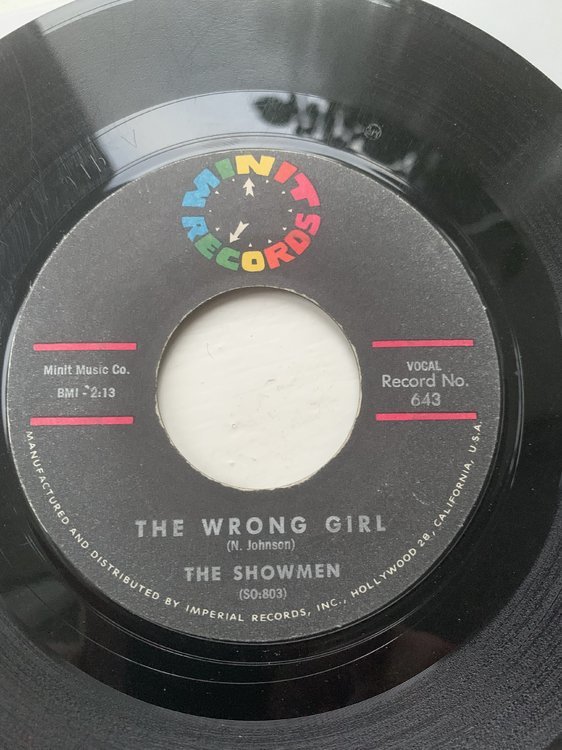 MINIT
RECORDS
Minit Music Co.
BMI - 2:13
VOCAL
Record No.
643
THE WRONG GIRL
(N. Johnson)
THE SHOWMEN
(SO:803)
MANUFACTURED AND DISTRIBUTED BY IMPERIAL RECORDS, INC., HOLLYWOOD 28, CALIFORNIA, U.S.A.